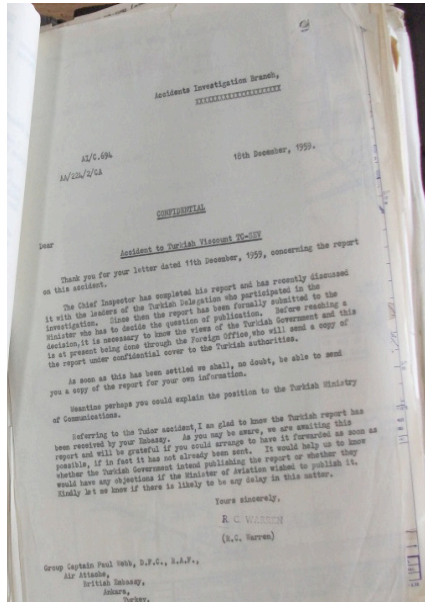 Accidents Investigation Branch,
XXXXXXXXXXXXXXXXXXXXX
AI/C.694
AA/224/2/CA
18th December, 1959.
CONFIDENTIAL
Dear
Accident to Turkish Viscount TC-SEV
Thank you for your letter dated 11th December, 1959, concerning the report
on this accident.
The Chief Inspector has completed his report and has recently discussed
it with the leaders of the Turkish Delegation who participated in the
investigation. Since then the report has been formally submitted to the
Minister who has to decide the question of publication. Before reaching a
decision, it is necessary to know the views of the Turkish Government and this
is at present being done through the Foreign Office, who will send a copy of
the report under confidential cover to the Turkish authorities.
As soon as this has been settled we shall, no doubt, be able to send
you a copy of the report for your own information.
Meantime perhaps you could explain the position to the Turkish Ministry
of Communications.
Referring to the Tudor accident, I am glad to know the Turkish report has
been received by your Embassy. As you may be aware, we are awaiting this
report and will be grateful if you could arrange to have it forwarded as soon as
possible, if in fact it has not already been sent. It would help us to know
whether the Turkish Government intend publishing the report or whether they
would have any objections if the Minister of Aviation wished to publish it.
Kindly let me know if there is likely to be any delay in this matter.
Yours sincerely,
R C WARREN
(R.C. Warren)
Group Captain Paul Webb, D.F.C., R.A.F.,
Air Attache,
British Embassy,
Ankara,
Turkey.